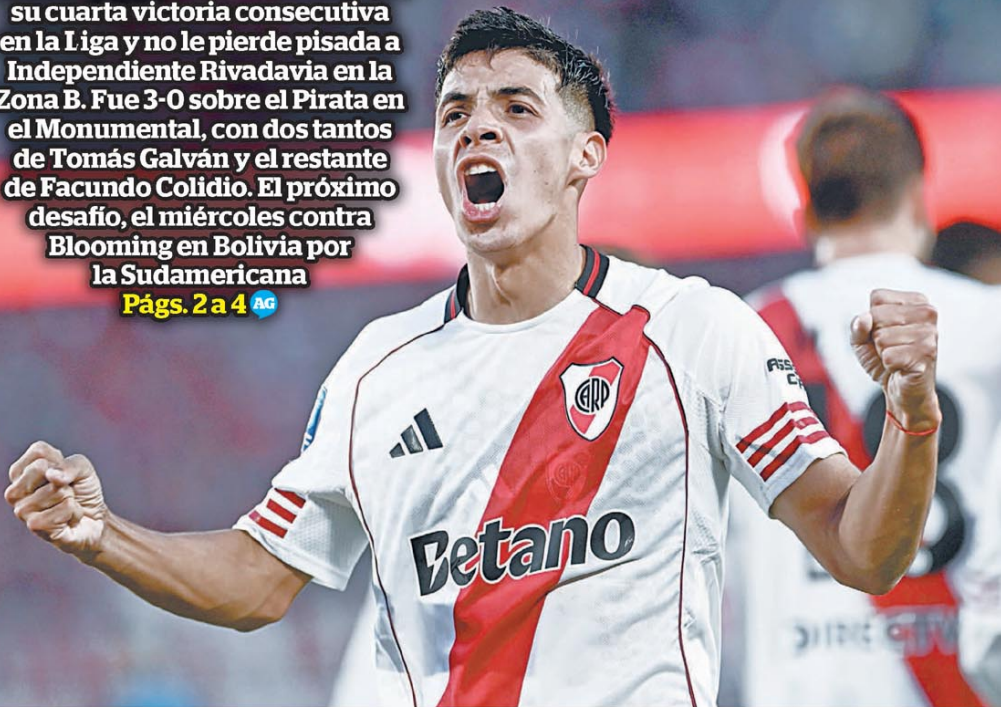 su cuarta victoria consecutiva
en la Liga y no le pierde pisada a
Independiente Rivadavia en la
Zona B. Fue 3-0 sobre el Pirata en
el Monumental, con dos tantos
de Tomás Galván y el restante
de Facundo Colidio. El próximo
desafío, el miércoles contra
Blooming en Bolivia por
la Sudamericana
Págs. 2 a 4 AG
CARP
Betano